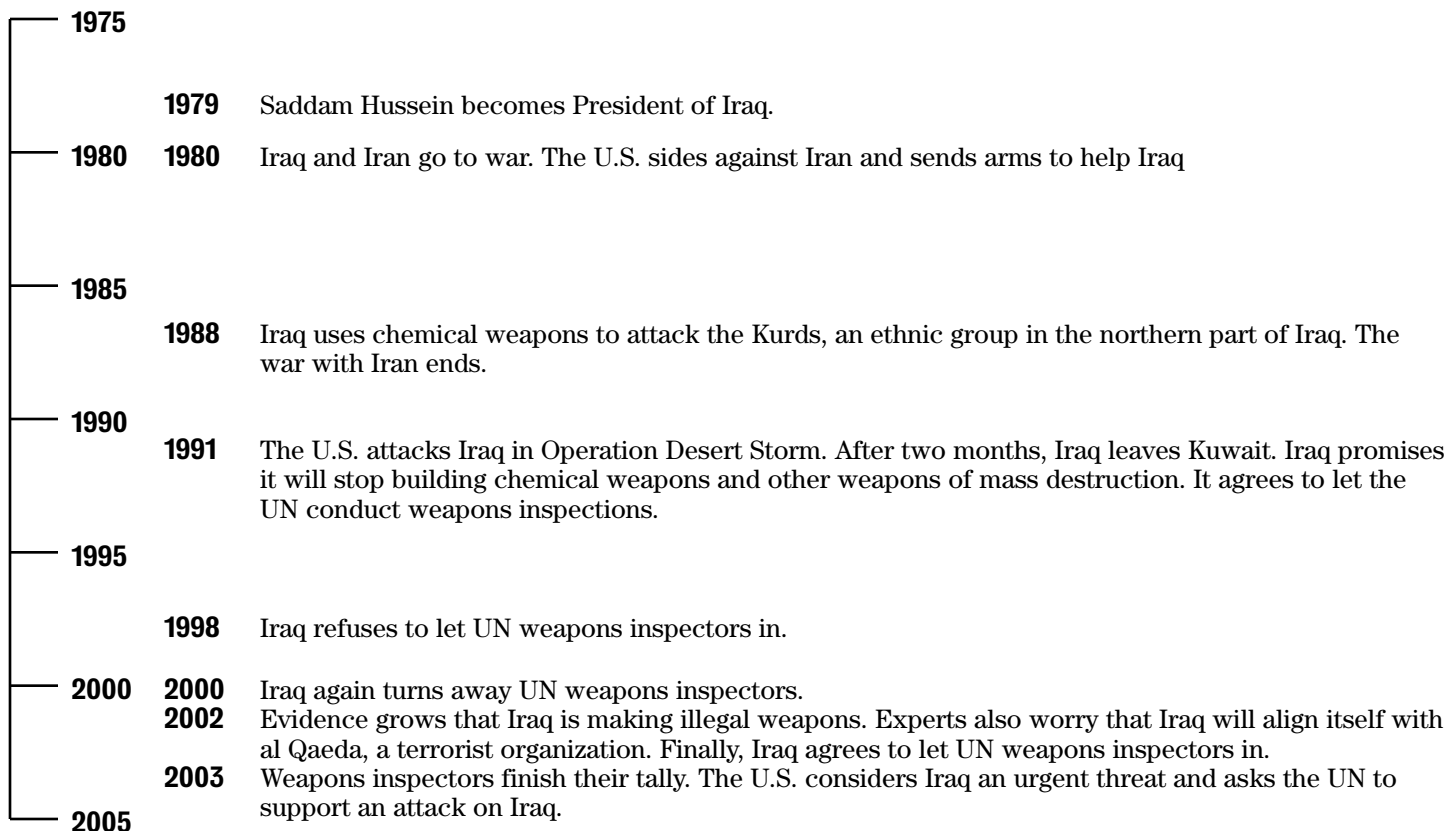 1975
1979 Saddam Hussein becomes President of Iraq.
1980 1980 Iraq and Iran go to war. The U.S. sides against Iran and sends arms to help Iraq
1985
1988 Iraq uses chemical weapons to attack the Kurds, an ethnic group in the northern part of Iraq. The
war with Iran ends.
1990
1991 The U.S. attacks Iraq in Operation Desert Storm. After two months, Iraq leaves Kuwait. Iraq promises
it will stop building chemical weapons and other weapons of mass destruction. It agrees to let the
UN conduct weapons inspections.
1995
1998 Iraq refuses to let UN weapons inspectors in.
2000 2000 Iraq again turns away UN weapons inspectors.
2002 Evidence grows that Iraq is making illegal weapons. Experts also worry that Iraq will align itself with
al Qaeda, a terrorist organization. Finally, Iraq agrees to let UN weapons inspectors in.
2003 Weapons inspectors finish their tally. The U.S. considers Iraq an urgent threat and asks the UN to
support an attack on Iraq.
2005